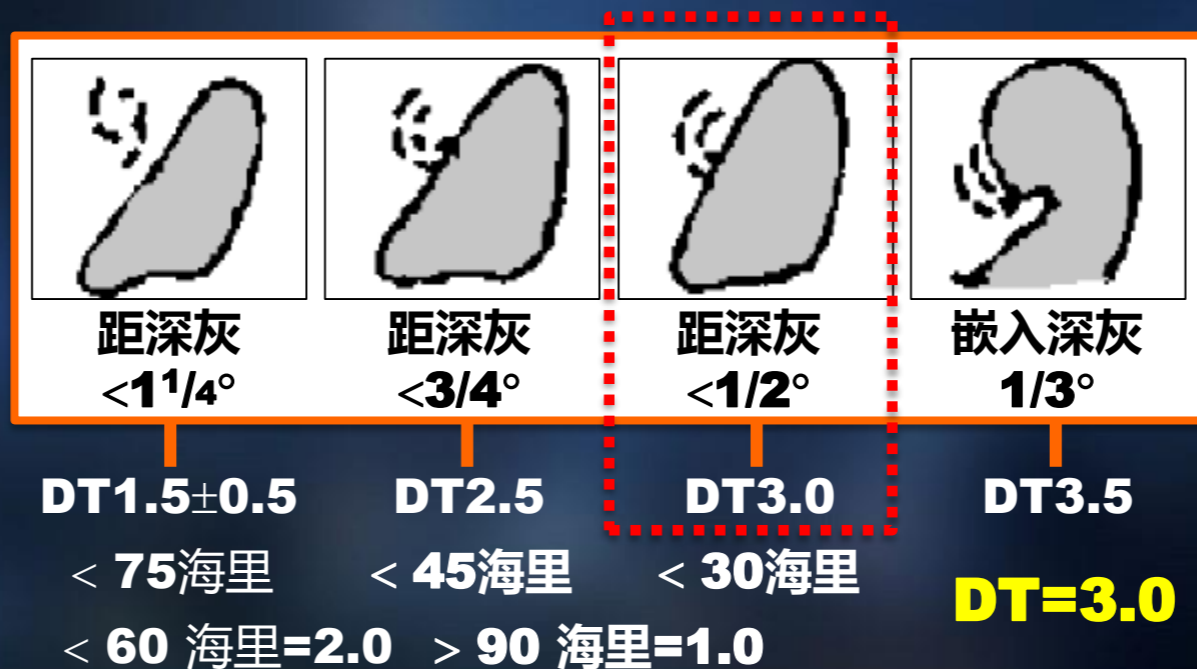 距深灰
<1¹/₄°
距深灰
<3/4°
距深灰
<1/2°
嵌入深灰
1/3°
DT1.5±0.5
DT2.5
DT3.0
DT3.5
< 75海里
< 45海里
< 30海里
DT=3.0
< 60 海里=2.0
> 90 海里=1.0